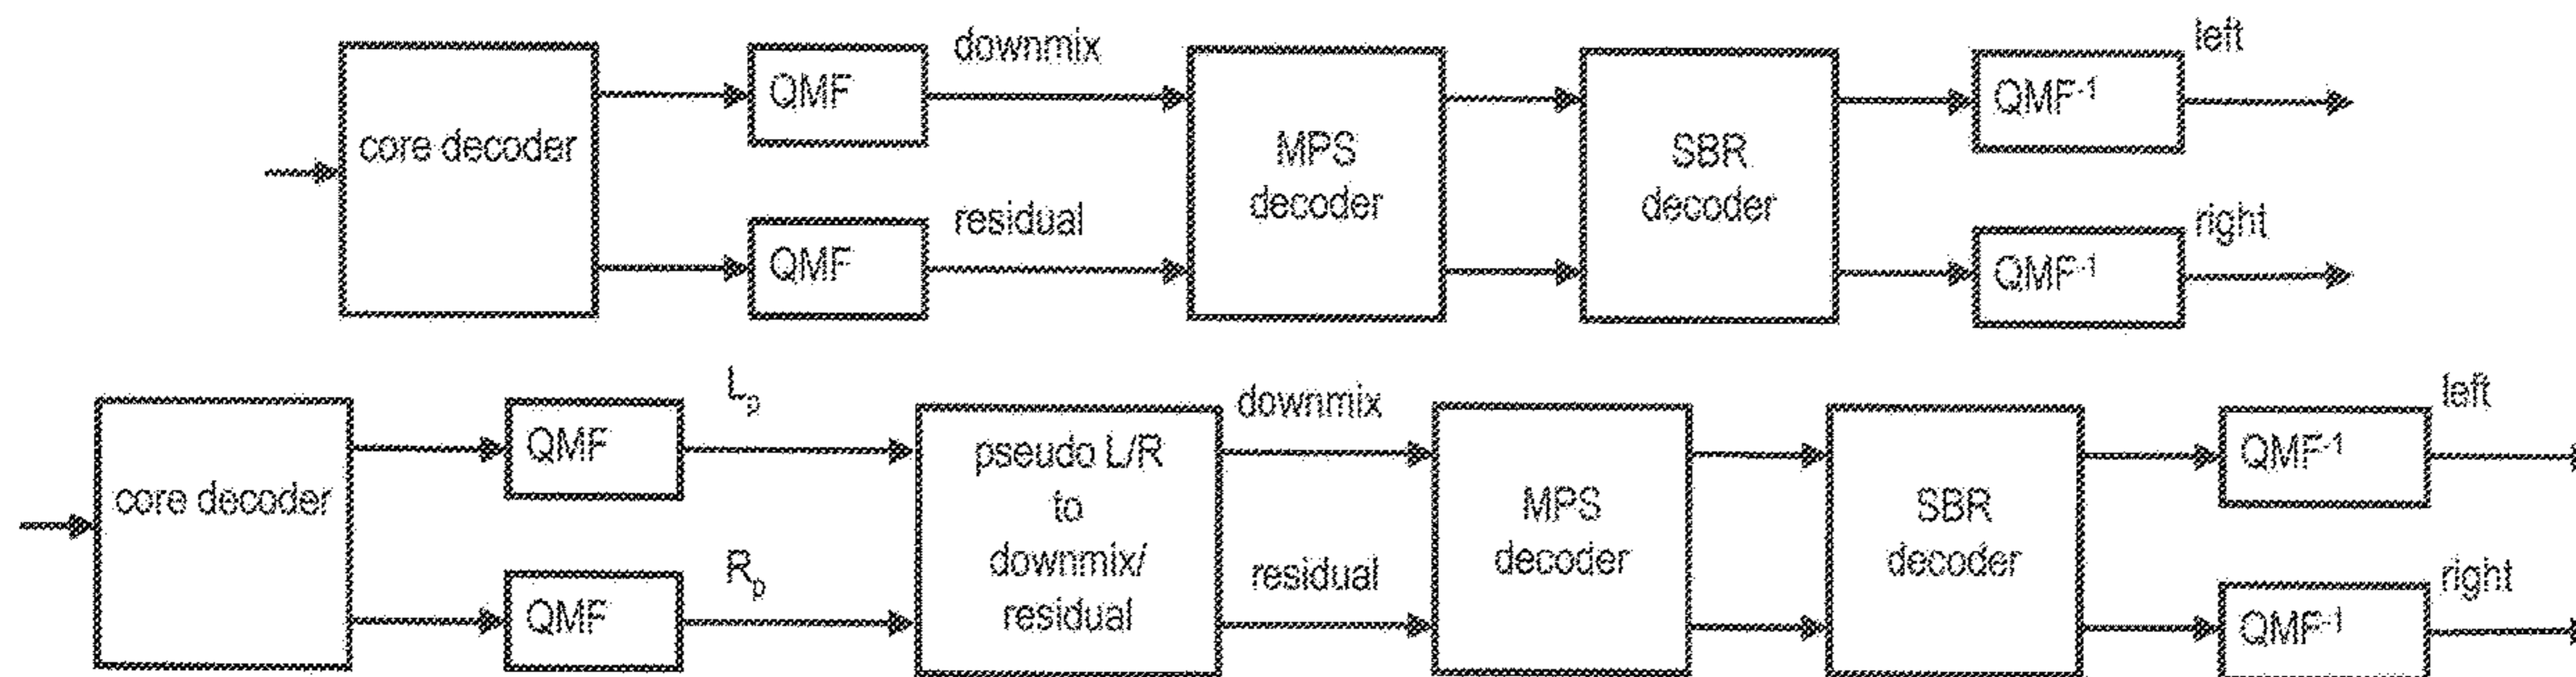 core decoder
QMF
downmix
QMF
residual
MPS
decoder
SBR
decoder
QMF-1
left
QMF-1
right
core decoder
QMF
Lp
QMF
Rp
pseudo L/R
to
downmix/
residual
downmix
residual
MPS
decoder
SBR
decoder
QMF-1
left
QMF-1
right